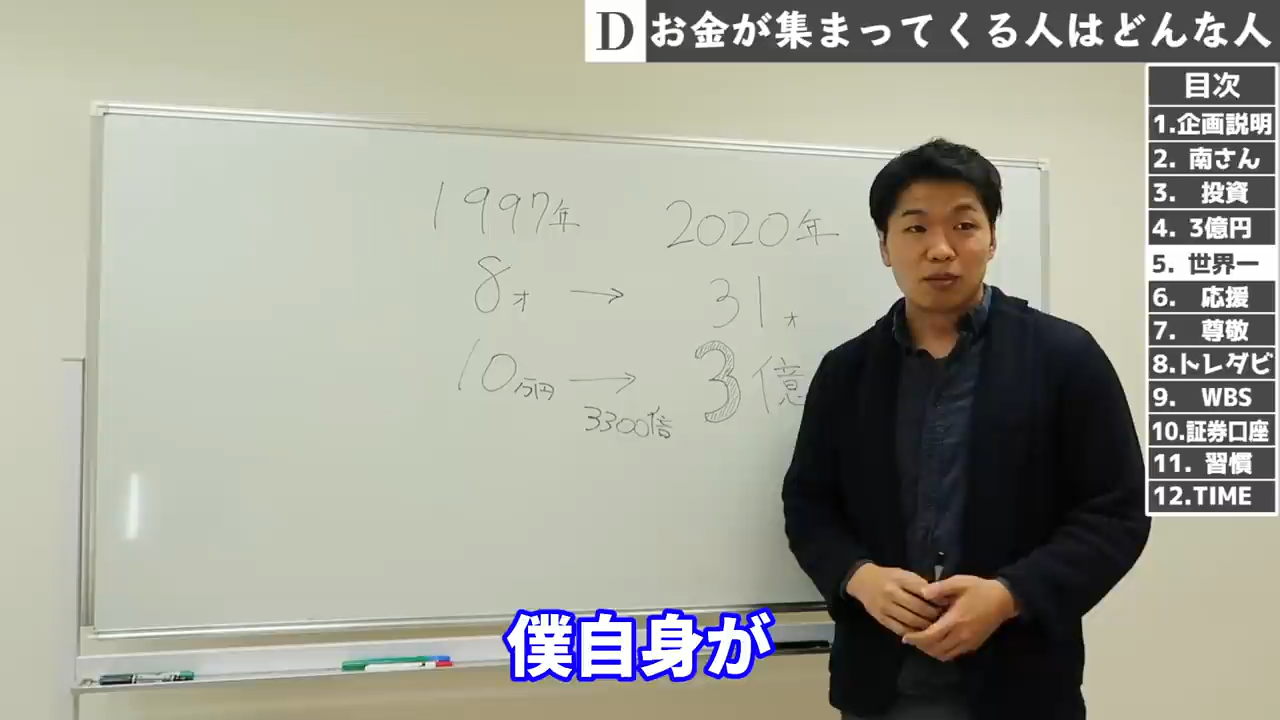 D お金が集まってくる人はどんな人
目次
1.企画説明
2. 南さん
3. 投資
4. 3億円
5. 世界一
6. 応援
7. 尊敬
8.トレダビ
9. WBS
10.証券口座
11. 習慣
12.TIME
1997年 2020年
8才 → 31才
10万円 → 3億
3300倍
僕自身が